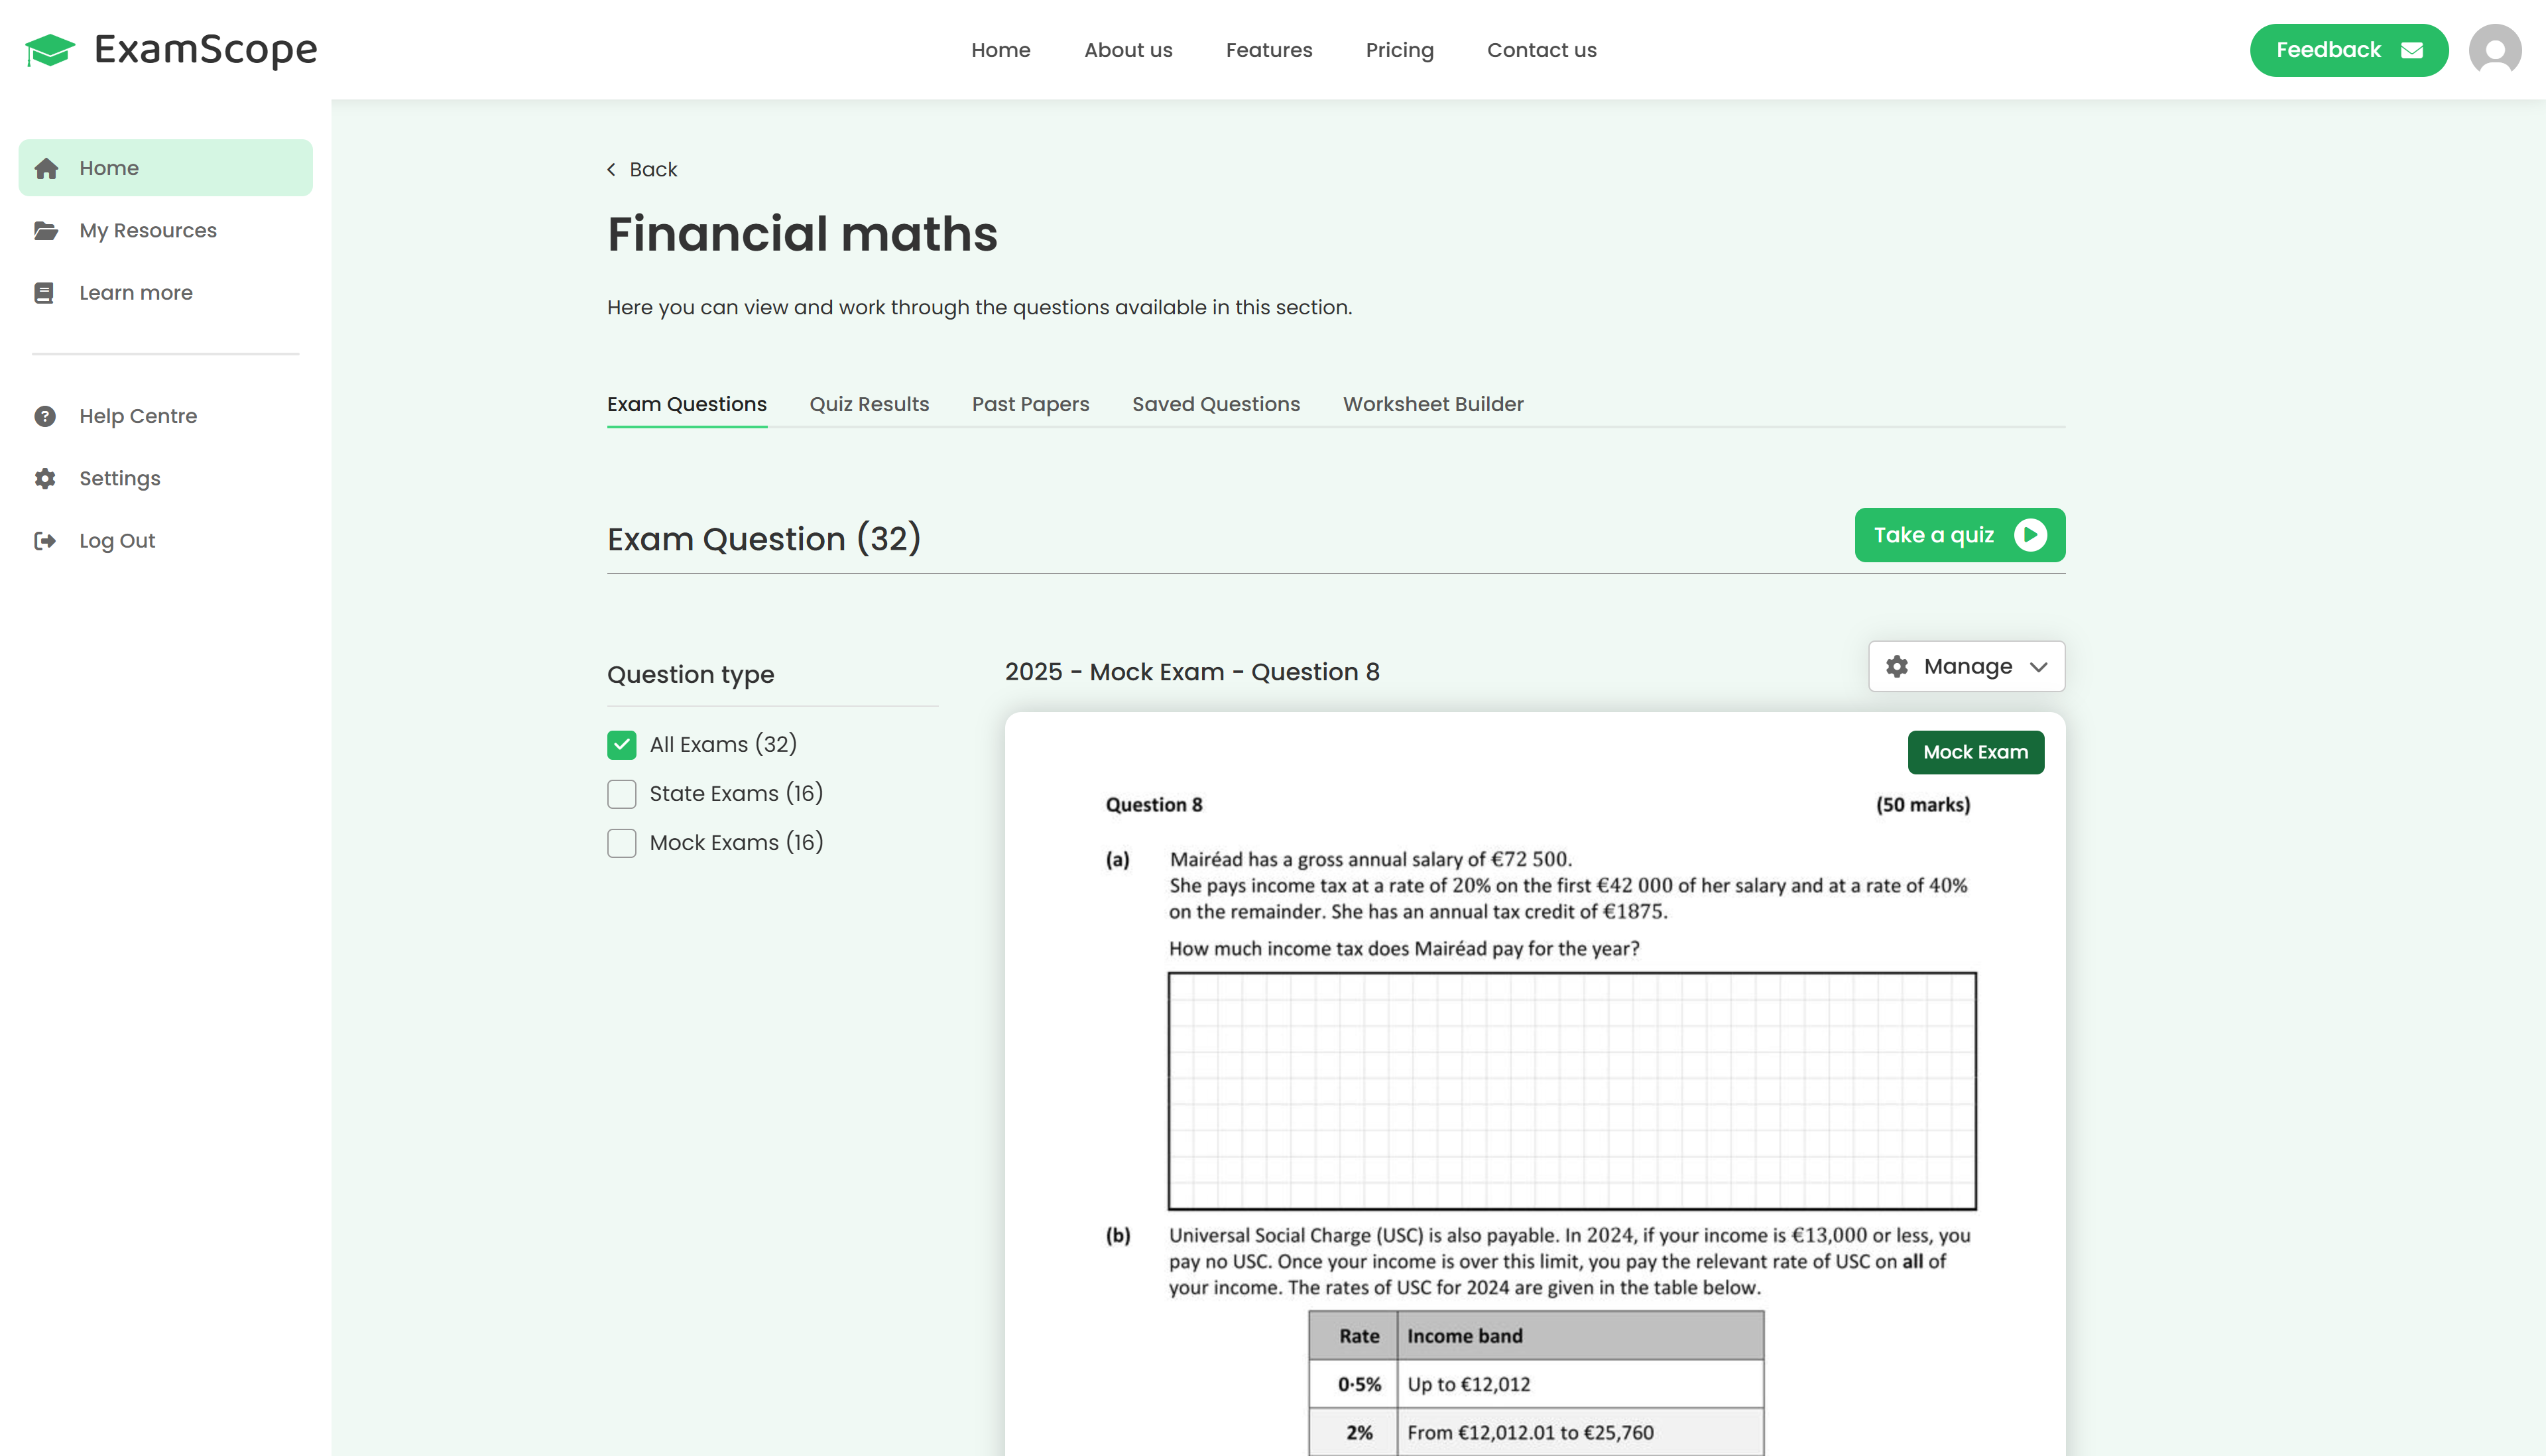 ExamScope
Home
About us
Features
Pricing
Contact us
Feedback
Home
My Resources
Learn more
Help Centre
Settings
Log Out
Back
Financial maths
Here you can view and work through the questions available in this section.
Exam Questions
Quiz Results
Past Papers
Saved Questions
Worksheet Builder
Exam Question (32)
Take a quiz
Question type
All Exams (32)
State Exams (16)
Mock Exams (16)
2025 - Mock Exam - Question 8
Manage
Mock Exam
Question 8 (50 marks)
(a) Mairéad has a gross annual salary of €72 500.
She pays income tax at a rate of 20% on the first €42 000 of her salary and at a rate of 40%
on the remainder. She has an annual tax credit of €1875.
How much income tax does Mairéad pay for the year?
(b) Universal Social Charge (USC) is also payable. In 2024, if your income is €13,000 or less, you
pay no USC. Once your income is over this limit, you pay the relevant rate of USC on all of
your income. The rates of USC for 2024 are given in the table below.
Rate Income band
0·5% Up to €12,012
2% From €12,012.01 to €25,760